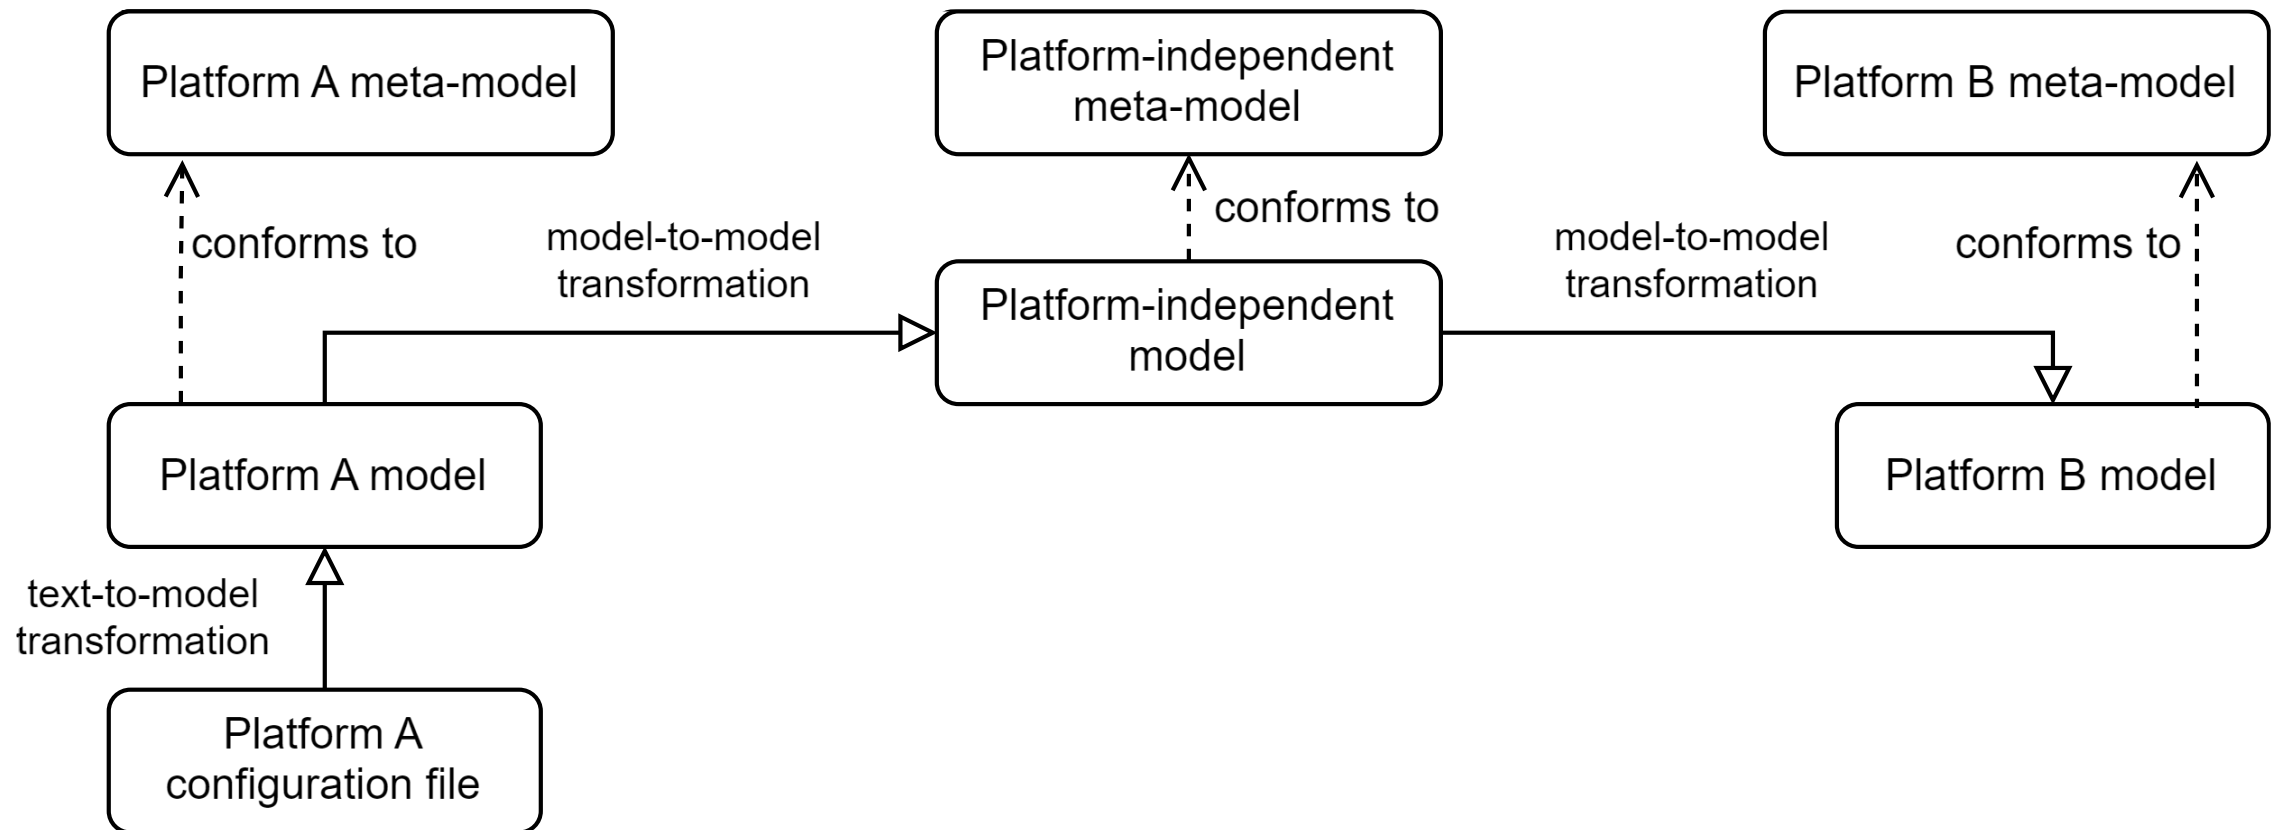 Platform A meta-model
Platform-independent
meta-model
Platform B meta-model
conforms to
model-to-model
transformation
conforms to
model-to-model
transformation
conforms to
Platform-independent
model
Platform A model
Platform B model
text-to-model
transformation
Platform A
configuration file